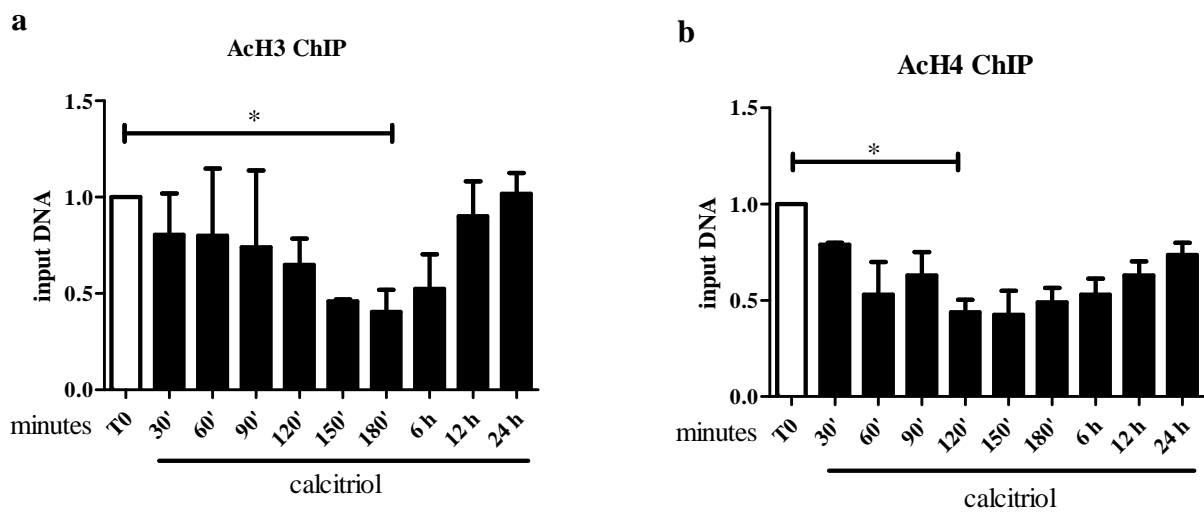 a
AcH3 ChIP
1.5
1.0
0.5
0.0
input DNA
*
minutes
T0 30' 60' 90' 120' 150' 180' 6 h 12 h 24 h
calcitriol
b
AcH4 ChIP
1.5
1.0
0.5
0.0
input DNA
*
minutes
T0 30' 60' 90' 120' 150' 180' 6 h 12 h 24 h
calcitriol